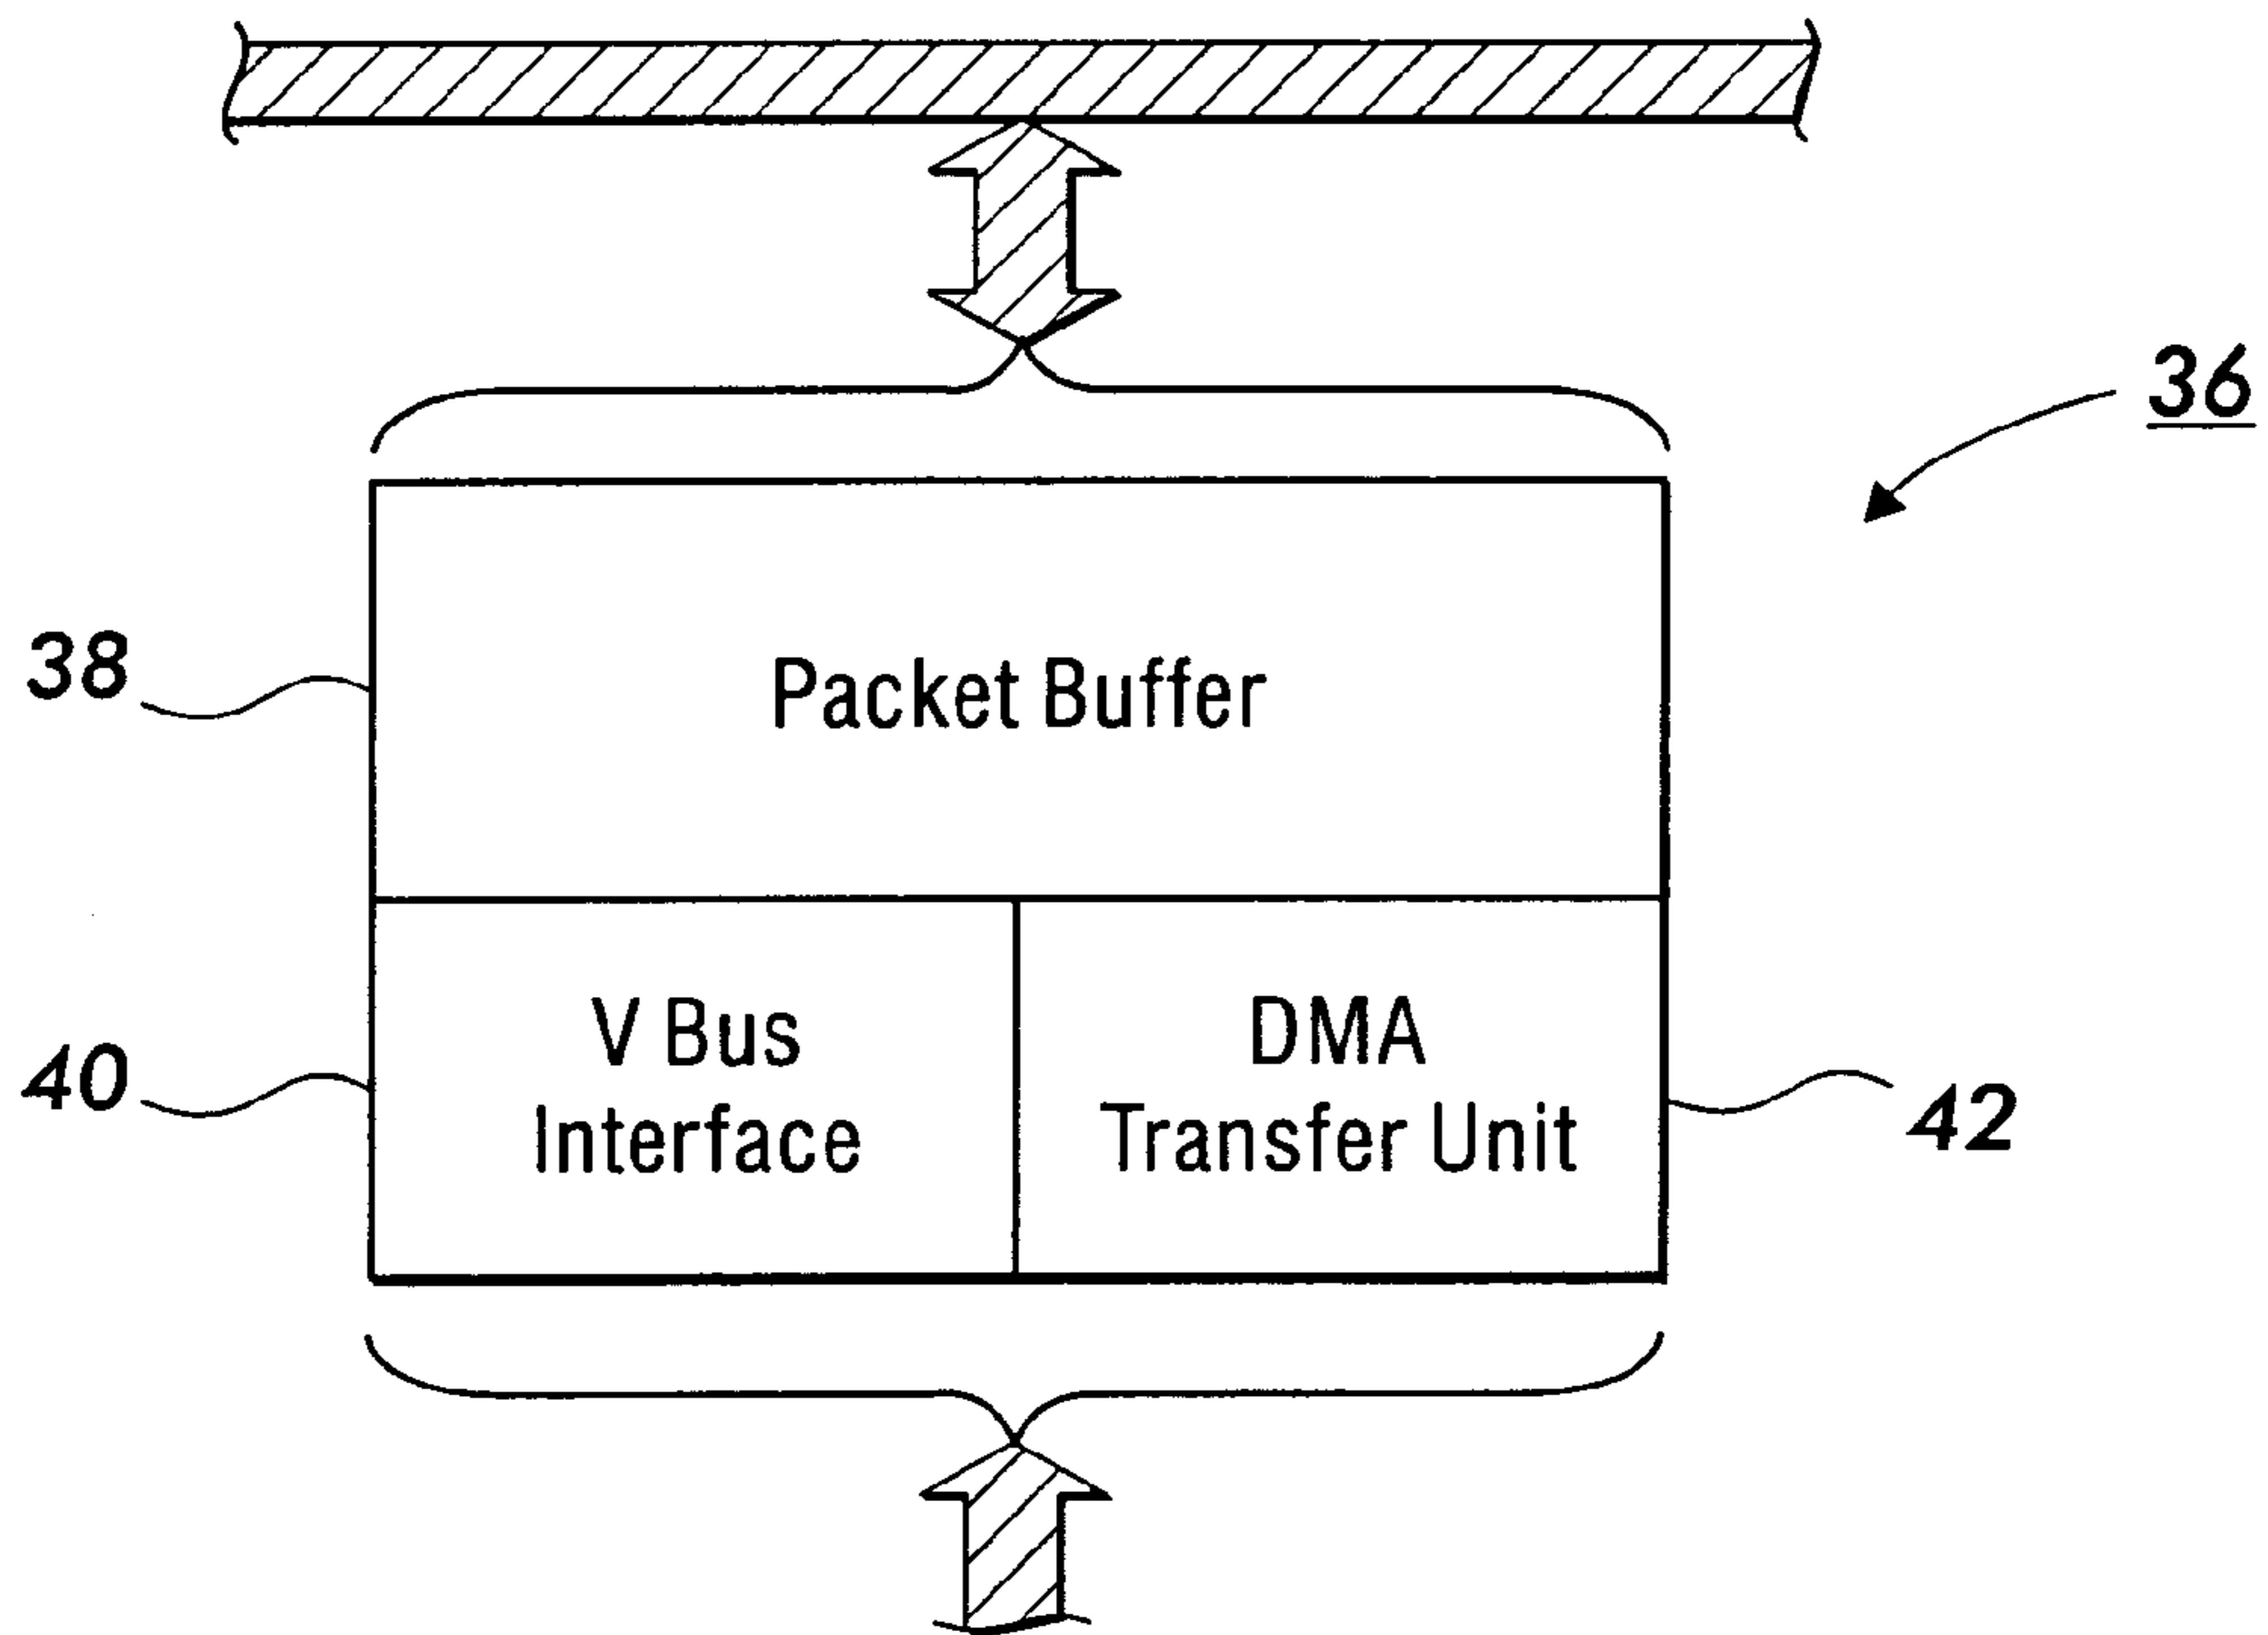 36
38
Packet Buffer
40
V Bus
Interface
DMA
Transfer Unit
42